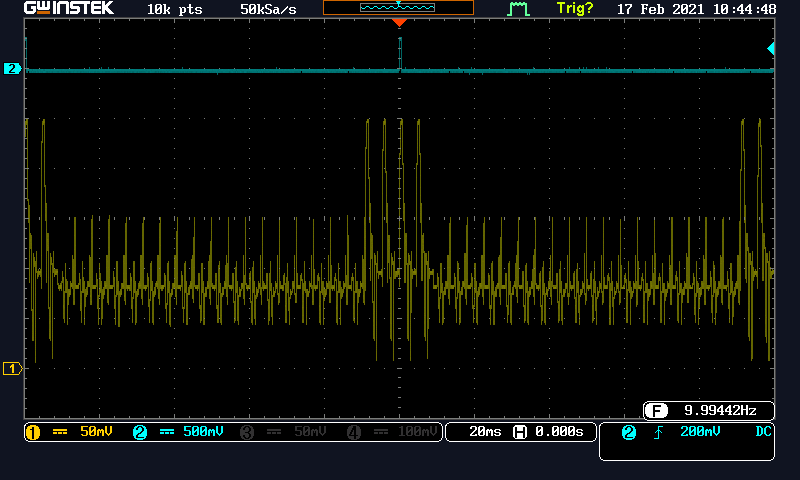 GWINSTEK 10k pts 50kSa/s Trig? 17 Feb 2021 10:44:48
2
1
F 9.99442Hz
1 50mV 2 500mV 3 50mV 4 100mV 20ms H 0.000s 2 200mV DC